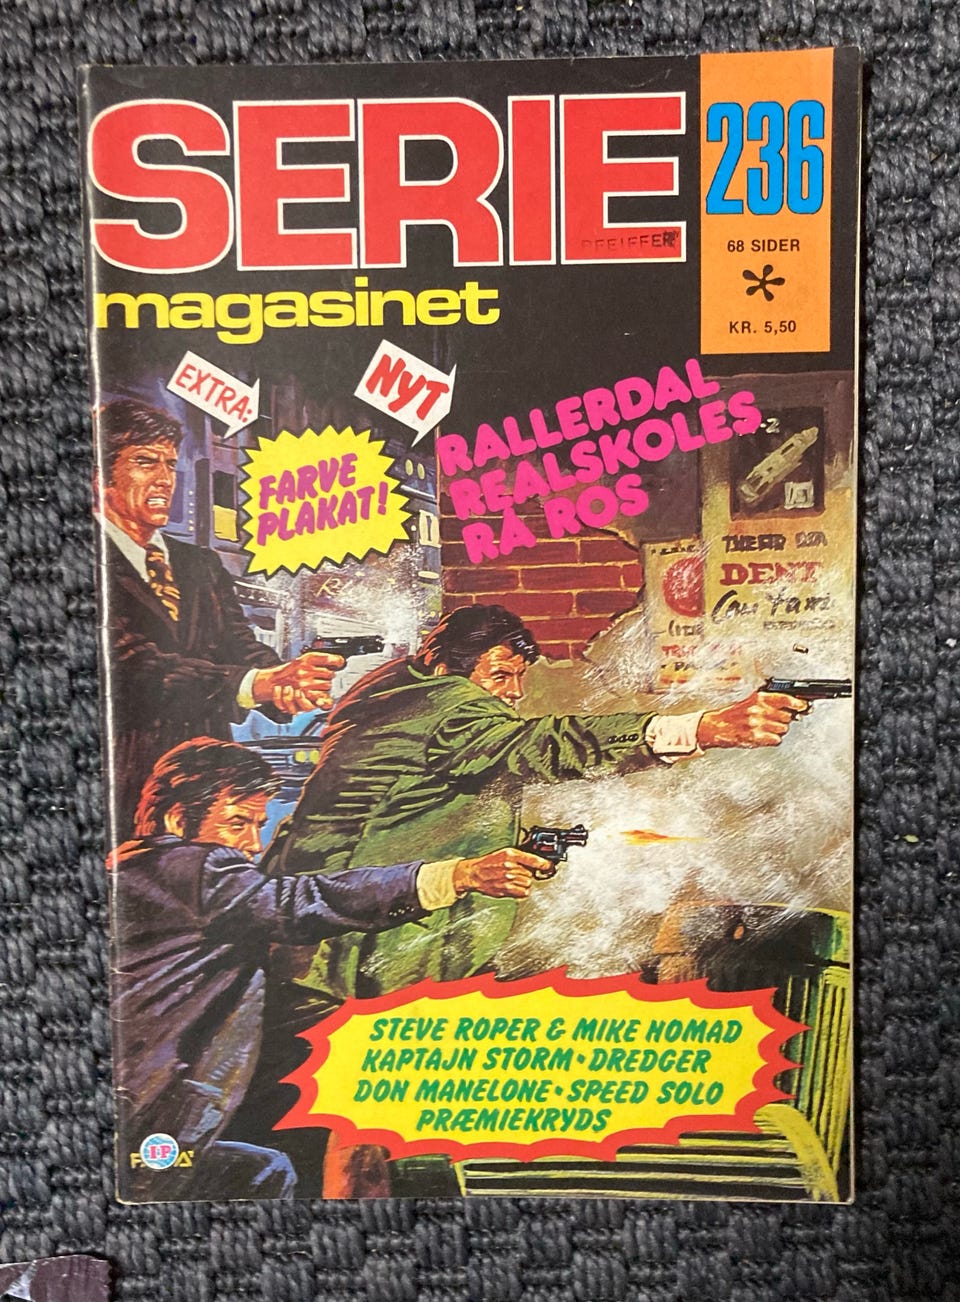 SERIE
PFEIFFER
magasinet
236
68 SIDER
*
KR. 5,50
EXTRA:
FARVE
PLAKAT!
NYT
RALLERDAL
REALSKOLES
RÅ ROS
DENT
STEVE ROPER & MIKE NOMAD
KAPTAJN STORM • DREDGER
DON MANELONE • SPEED SOLO
PRÆMIEKRYDS
I·P